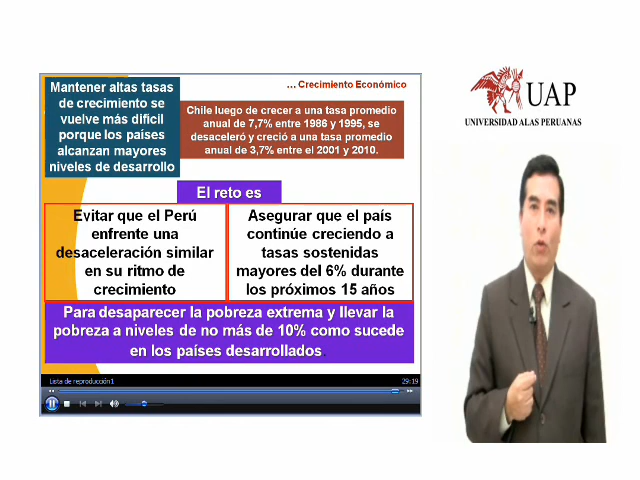 Mantener altas tasas
de crecimiento se
vuelve más difícil
porque los países
alcanzan mayores
niveles de desarrollo
... Crecimiento Económico
Chile luego de crecer a una tasa promedio
anual de 7,7% entre 1986 y 1995, se
desaceleró y creció a una tasa promedio
anual de 3,7% entre el 2001 y 2010.
El reto es
Evitar que el Perú
enfrente una
desaceleración similar
en su ritmo de
crecimiento
Asegurar que el país
continúe creciendo a
tasas sostenidas
mayores del 6% durante
los próximos 15 años
Para desaparecer la pobreza extrema y llevar la
pobreza a niveles de no más de 10% como sucede
en los países desarrollados.
Lista de reproducción1
29:19
UAP
UNIVERSIDAD ALAS PERUANAS